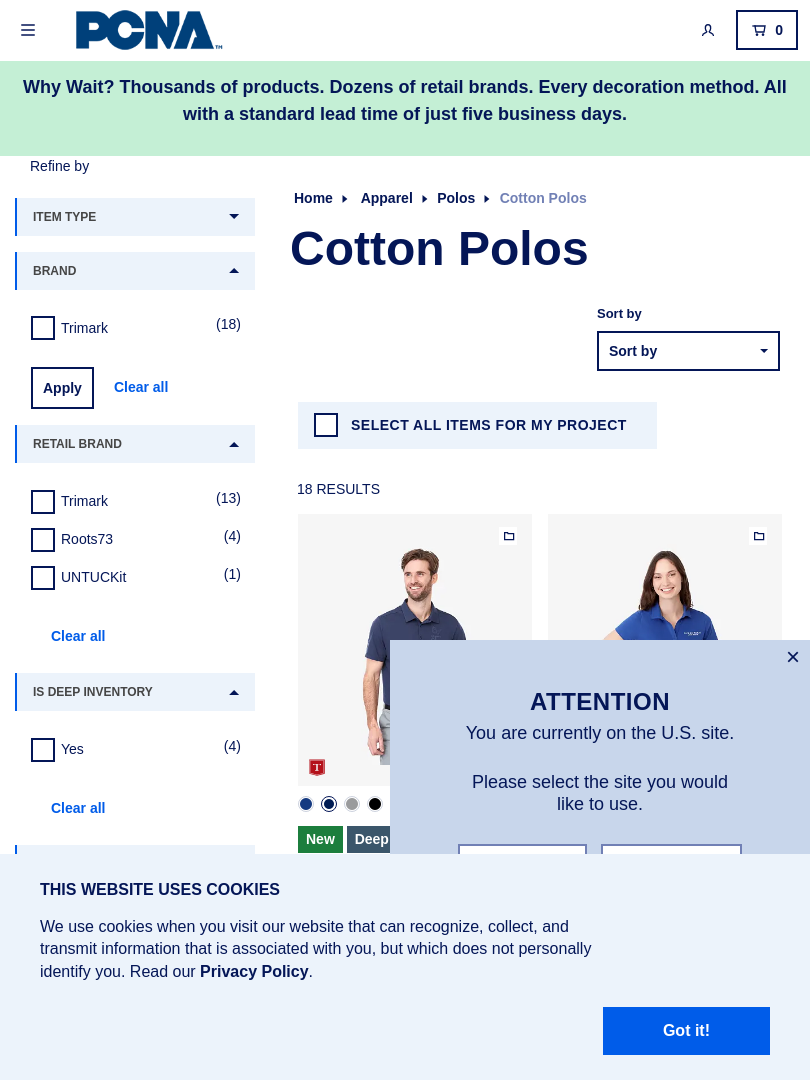 PCNA™
0
Why Wait? Thousands of products. Dozens of retail brands. Every decoration method. All
with a standard lead time of just five business days.
Refine by
ITEM TYPE
BRAND
Trimark (18)
Apply Clear all
RETAIL BRAND
Trimark (13)
Roots73 (4)
UNTUCKit (1)
Clear all
IS DEEP INVENTORY
Yes (4)
Clear all
Home Apparel Polos Cotton Polos
Cotton Polos
Sort by
Sort by
SELECT ALL ITEMS FOR MY PROJECT
18 RESULTS
T
New Deep
×
ATTENTION
You are currently on the U.S. site.
Please select the site you would
like to use.
THIS WEBSITE USES COOKIES
We use cookies when you visit our website that can recognize, collect, and
transmit information that is associated with you, but which does not personally
identify you. Read our Privacy Policy.
Got it!